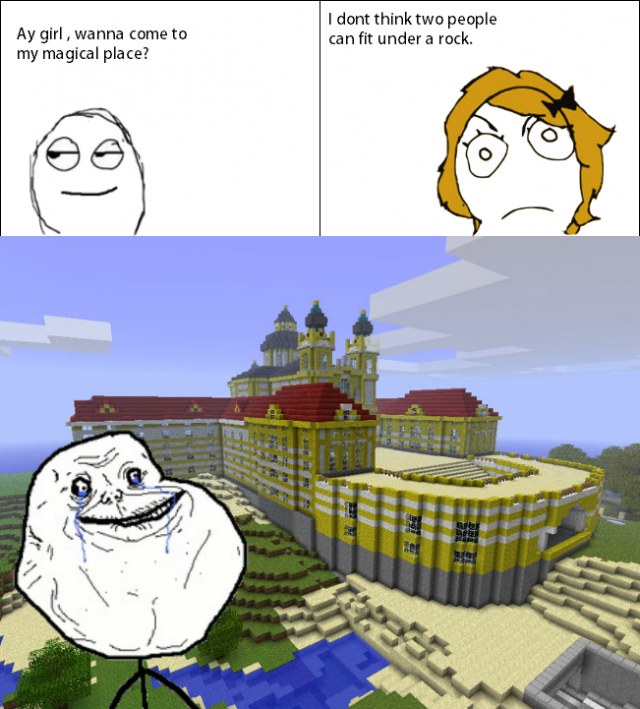 Ay girl , wanna come to
my magical place?
I dont think two people
can fit under a rock.